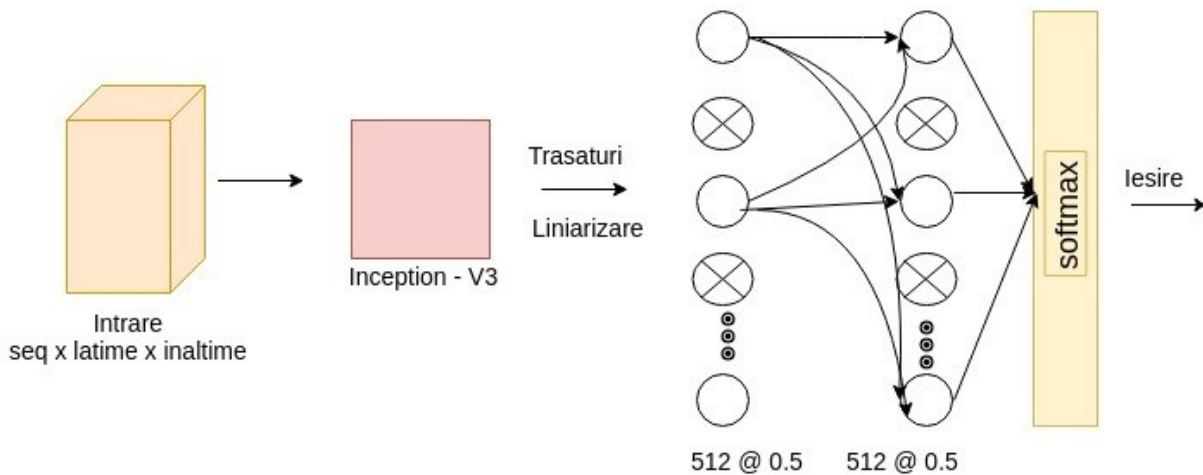 Intrare
seq x latime x inaltime
Inception - V3
Trasaturi
Liniarizare
512 @ 0.5
512 @ 0.5
softmax
Iesire